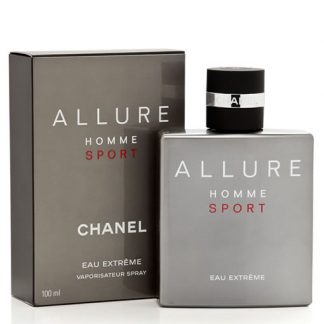 ALLURE
HOMME
SPORT
CHANEL
EAU EXTRÊME
VAPORISATEUR SPRAY
100 ml
ALLURE
HOMME
SPORT
EAU EXTRÊME